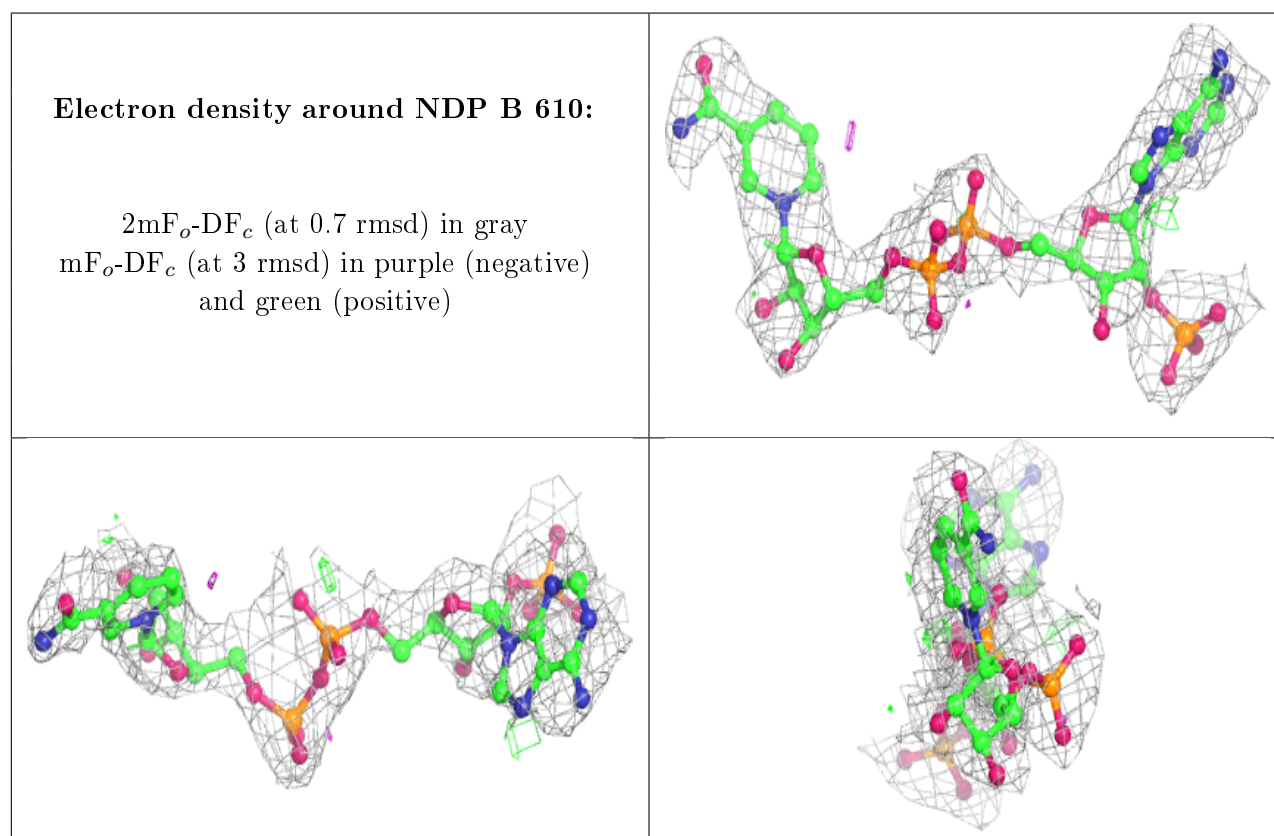 Electron density around NDP B 610:
2mFₒ-DF𝒸 (at 0.7 rmsd) in gray
mFₒ-DF𝒸 (at 3 rmsd) in purple (negative)
and green (positive)